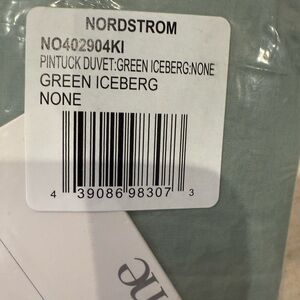 NORDSTROM
NO402904KI
PINTUCK DUVET:GREEN ICEBERG:NONE
GREEN ICEBERG
NONE
4 39086 98307 3